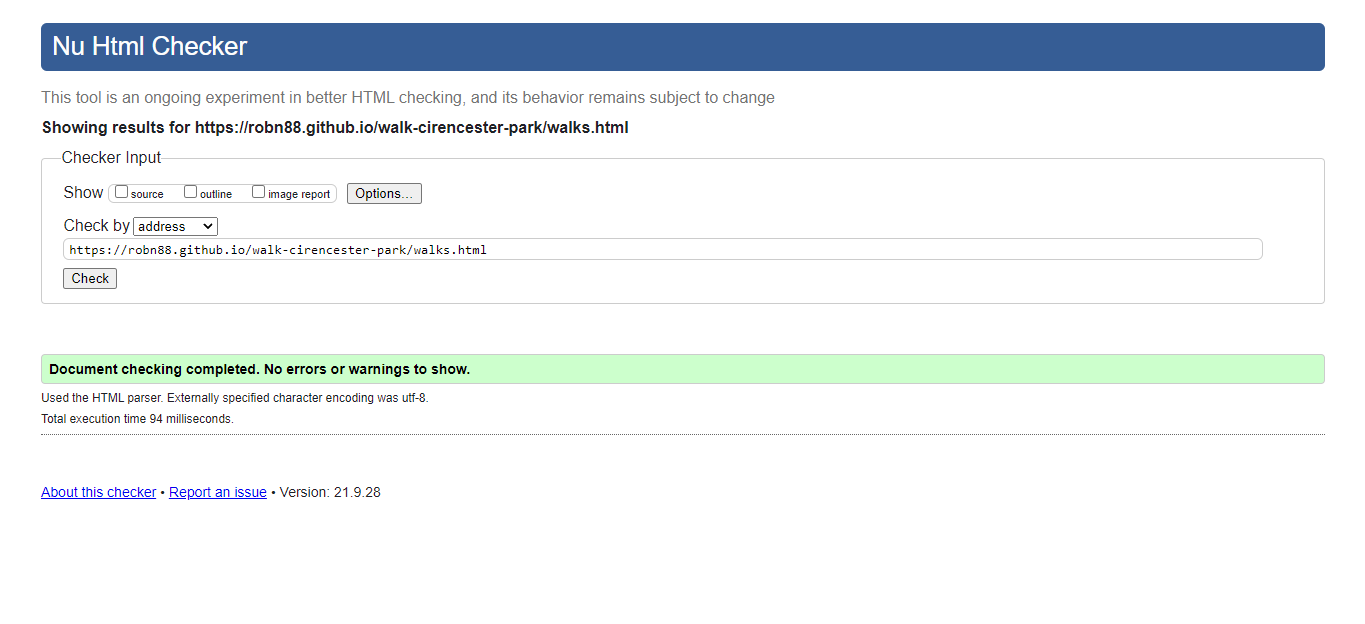 Nu Html Checker
This tool is an ongoing experiment in better HTML checking, and its behavior remains subject to change
Showing results for https://robn88.github.io/walk-cirencester-park/walks.html
Checker Input
Show source outline image report Options...
Check by address
https://robn88.github.io/walk-cirencester-park/walks.html
Check
Document checking completed. No errors or warnings to show.
Used the HTML parser. Externally specified character encoding was utf-8.
Total execution time 94 milliseconds.
About this checker • Report an issue • Version: 21.9.28